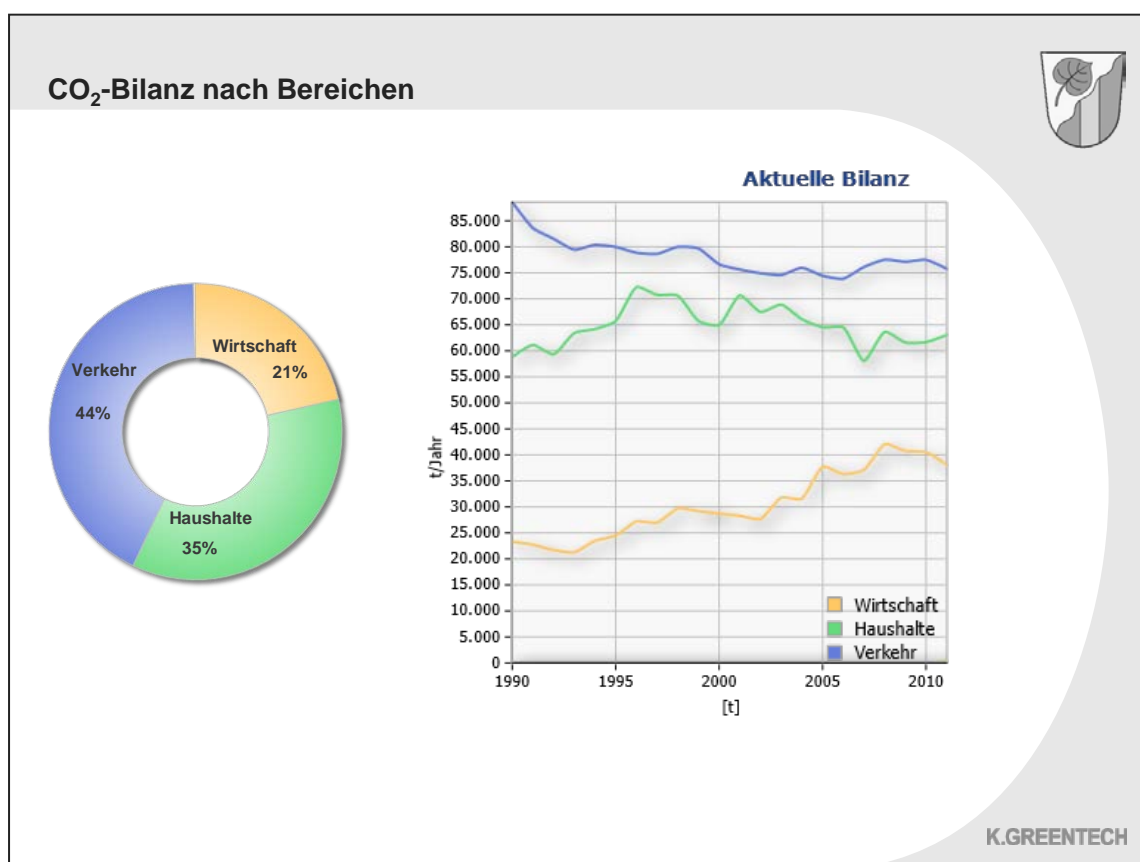 CO₂-Bilanz nach Bereichen
Wirtschaft
21%
Verkehr
44%
Haushalte
35%
Aktuelle Bilanz
85.000
80.000
75.000
70.000
65.000
60.000
55.000
50.000
45.000
40.000
35.000
30.000
25.000
20.000
15.000
10.000
5.000
0
t/Jahr
Wirtschaft
Haushalte
Verkehr
1990 1995 2000 2005 2010
[t]
K.GREENTECH